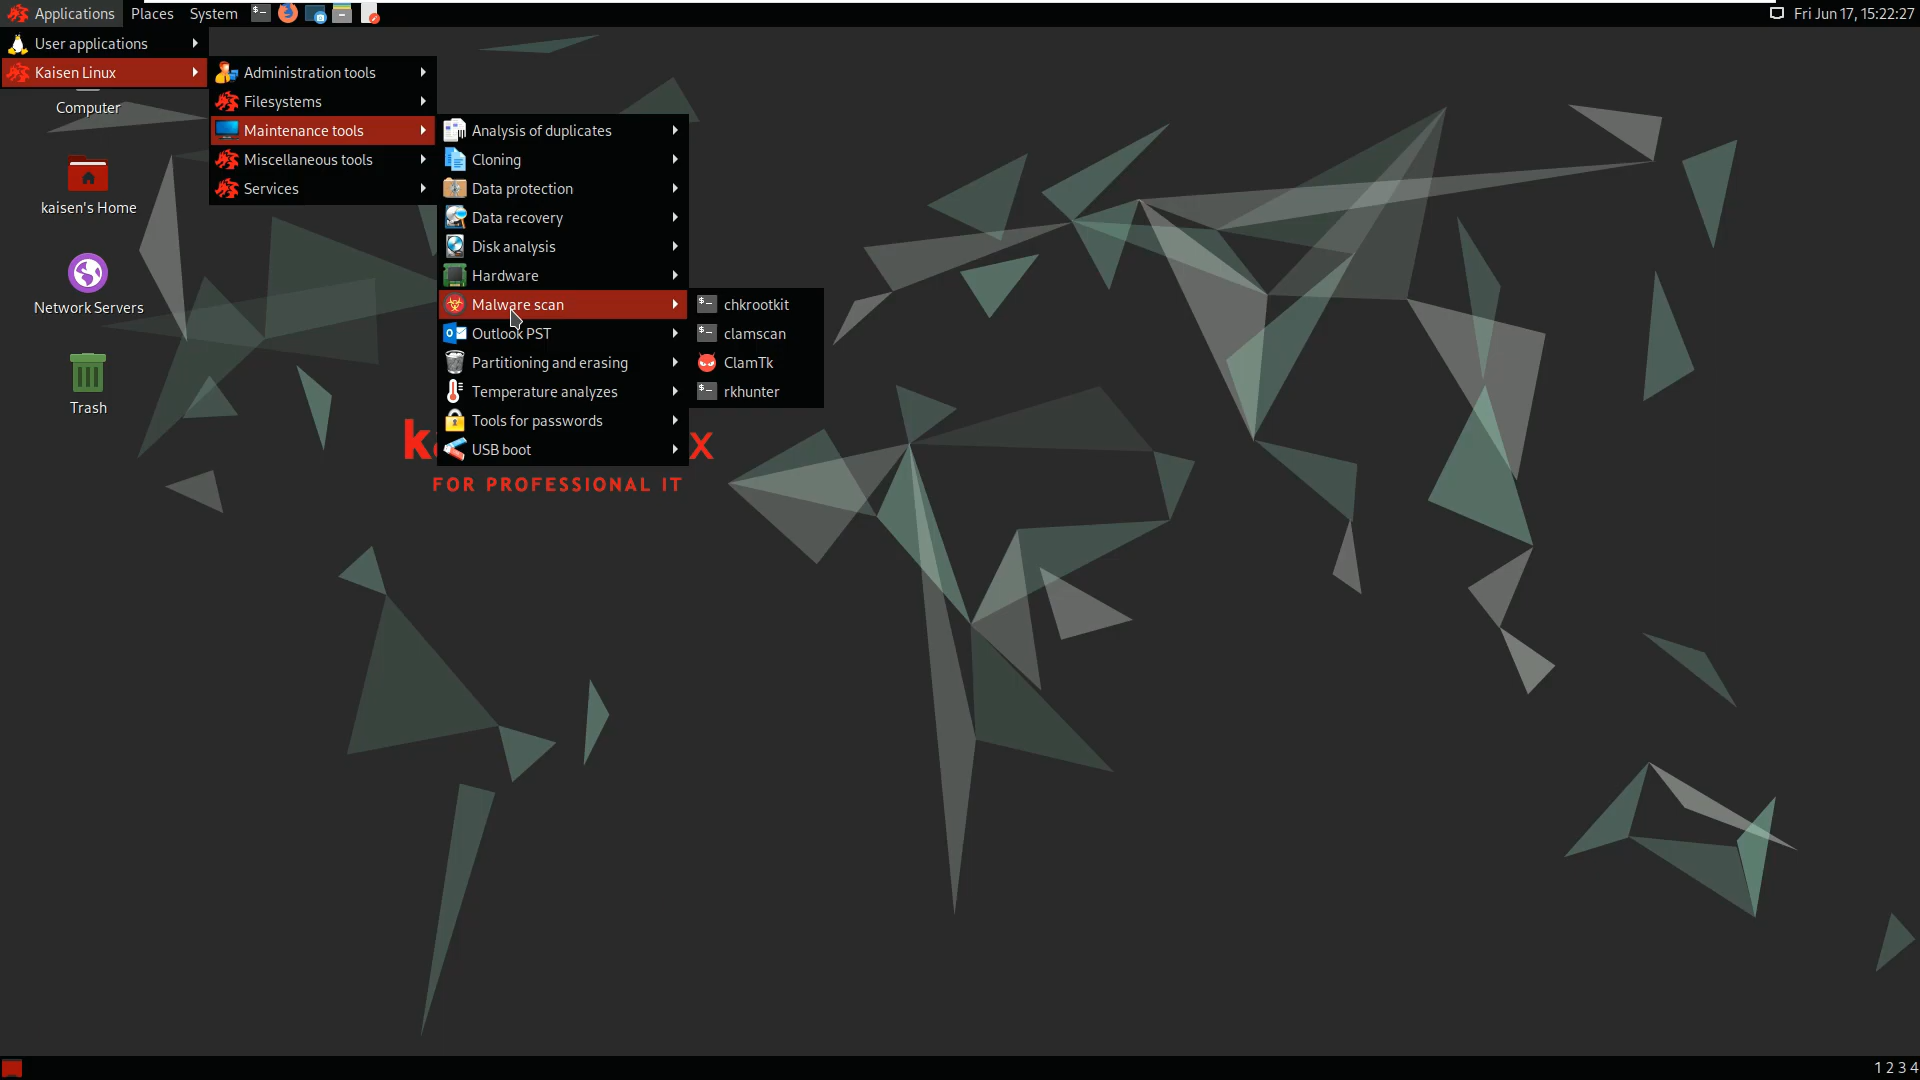 Applications Places System Fri Jun 17, 15:22:27
User applications
Kaisen Linux
Computer
kaisen's Home
Network Servers
Trash
Administration tools
Filesystems
Maintenance tools
Miscellaneous tools
Services
Analysis of duplicates
Cloning
Data protection
Data recovery
Disk analysis
Hardware
Malware scan
Outlook PST
Partitioning and erasing
Temperature analyzes
Tools for passwords
USB boot
chkrootkit
clamscan
ClamTk
rkhunter
FOR PROFESSIONAL IT
1 2 3 4